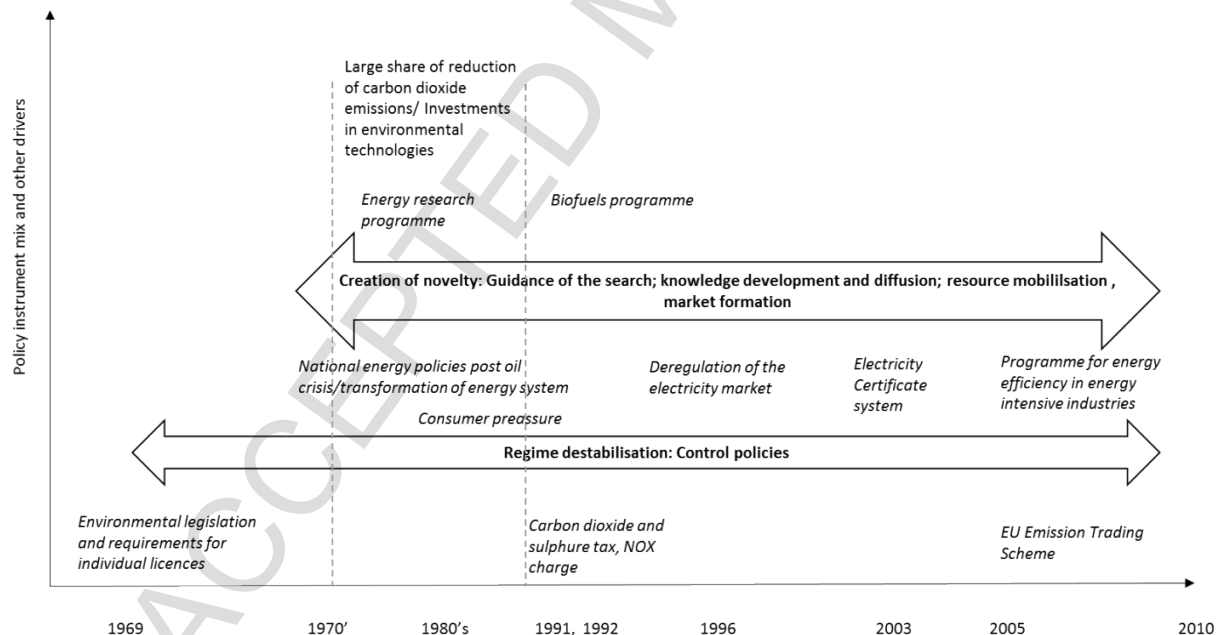 Policy instrument mix and other drivers
Large share of reduction
of carbon dioxide
emissions/ Investments
in environmental
technologies
Energy research
programme
Biofuels programme
Creation of novelty: Guidance of the search; knowledge development and diffusion; resource mobililsation ,
market formation
National energy policies post oil
crisis/transformation of energy system
Consumer preassure
Deregulation of the
electricity market
Electricity
Certificate
system
Programme for energy
efficiency in energy
intensive industries
Regime destabilisation: Control policies
Environmental legislation
and requirements for
individual licences
Carbon dioxide and
sulphure tax, NOX
charge
EU Emission Trading
Scheme
1969
1970’
1980’s
1991, 1992
1996
2003
2005
2010
ACCEPTED M